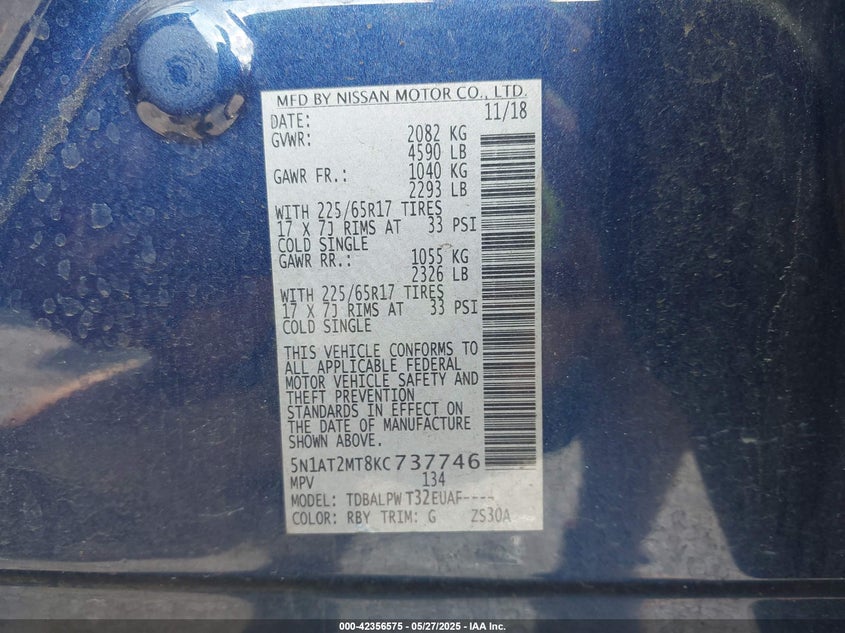 MFD BY NISSAN MOTOR CO., LTD.
DATE: 11/18
GVWR: 2082 KG
4590 LB
GAWR FR.: 1040 KG
2293 LB
WITH 225/65R17 TIRES
17 X 7J RIMS AT 33 PSI
COLD SINGLE
GAWR RR.: 1055 KG
2326 LB
WITH 225/65R17 TIRES
17 X 7J RIMS AT 33 PSI
COLD SINGLE
THIS VEHICLE CONFORMS TO
ALL APPLICABLE FEDERAL
MOTOR VEHICLE SAFETY AND
THEFT PREVENTION
STANDARDS IN EFFECT ON
THE DATE OF MANUFACTURE
SHOWN ABOVE.
5N1AT2MT8KC737746
MPV 134
MODEL: TDBALPW T32EUAF----
COLOR: RBY TRIM: G ZS30A
000-42356575 — 05/27/2025 — IAA Inc.